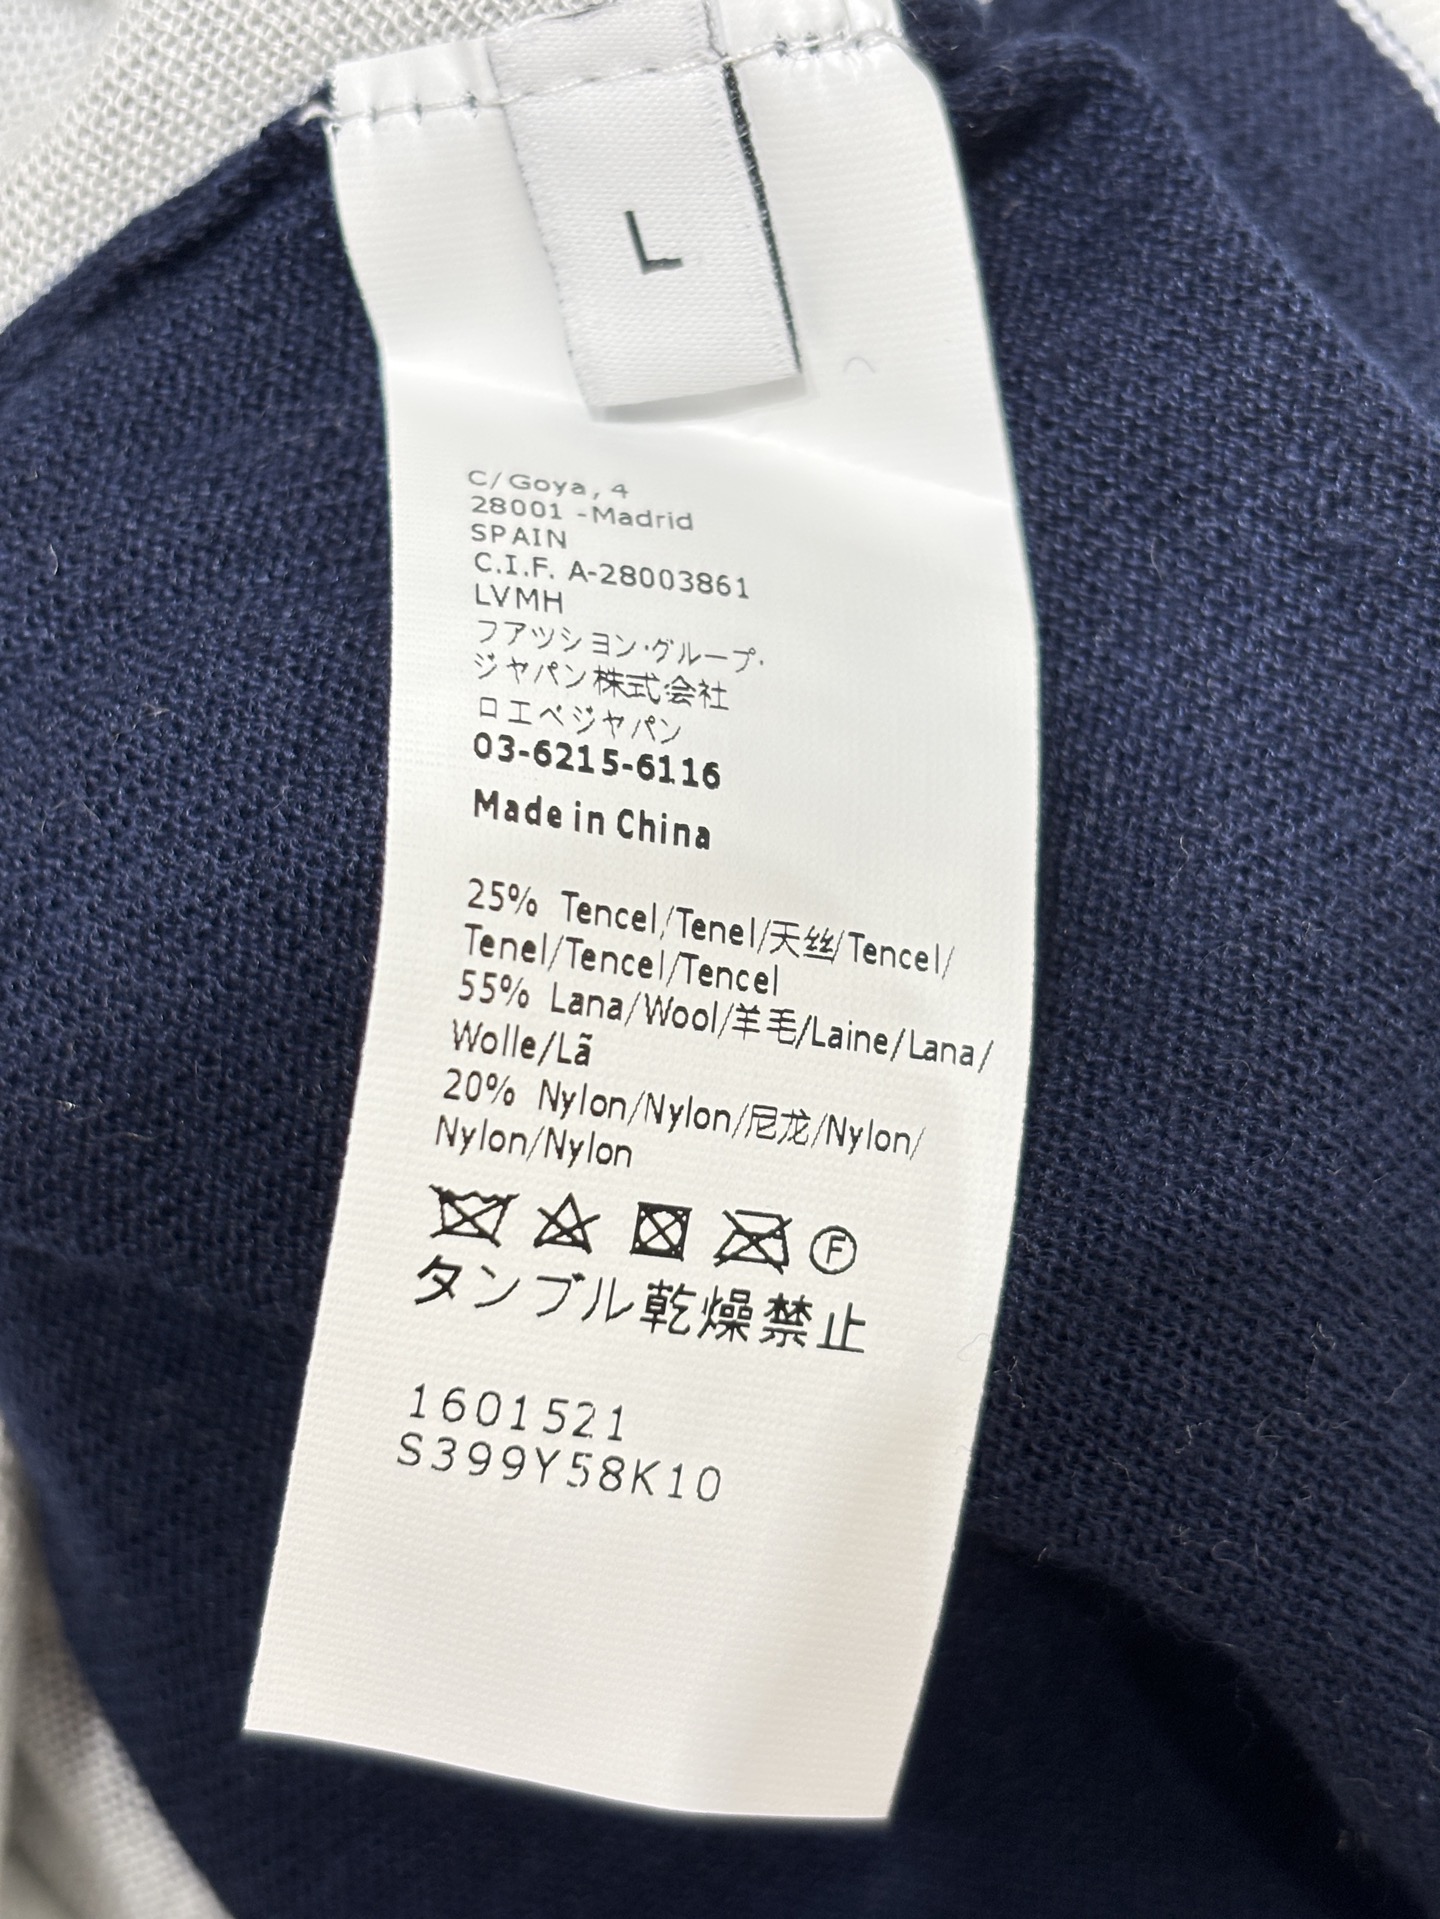 L
C/Goya, 4
28001 -Madrid
SPAIN
C.I.F. A-28003861
LVMH
フアッション·グループ·
ジャパン株式会社
ロエベジャパン
03-6215-6116
Made in China
25% Tencel/Tenel/天丝/Tencel/
Tenel/Tencel/Tencel
55% Lana/Wool/羊毛/Laine/Lana/
Wolle/Lã
20% Nylon/Nylon/尼龙/Nylon/
Nylon/Nylon
F
タンブル乾燥禁止
1601521
S399Y58K10